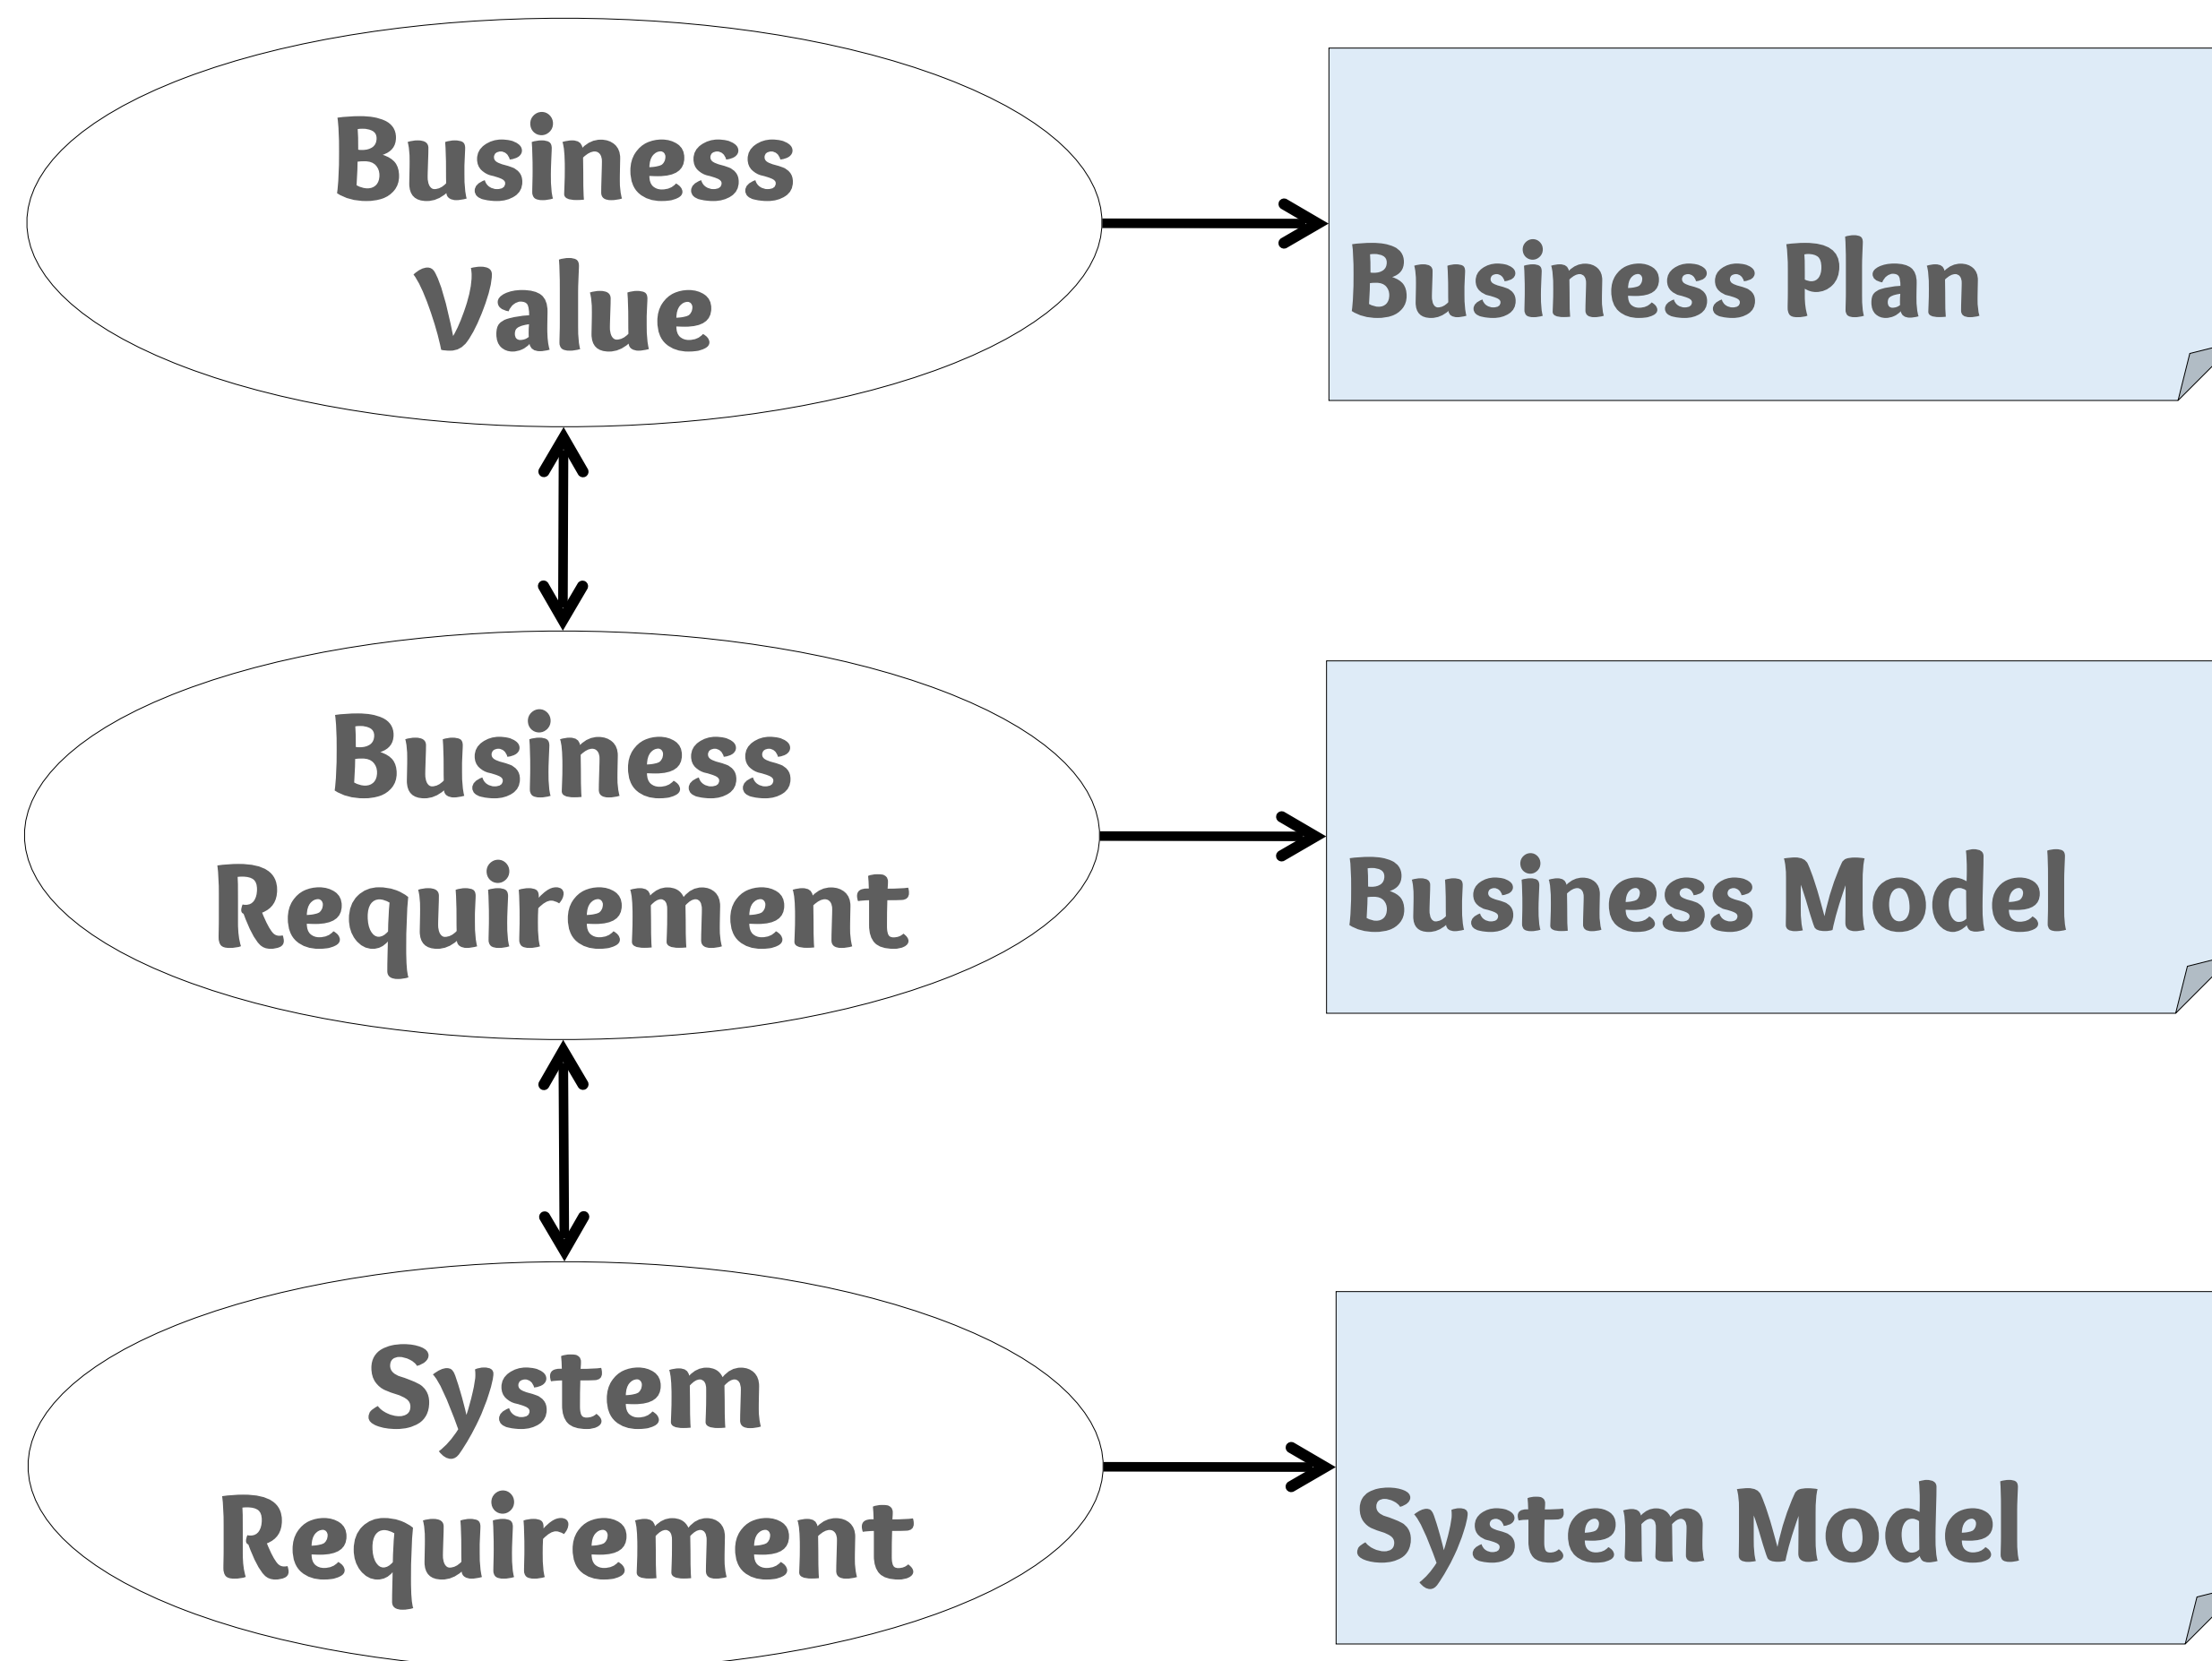 Business
Value
Business Plan
Business
Requirement
Business Model
System
Requirement
System Model